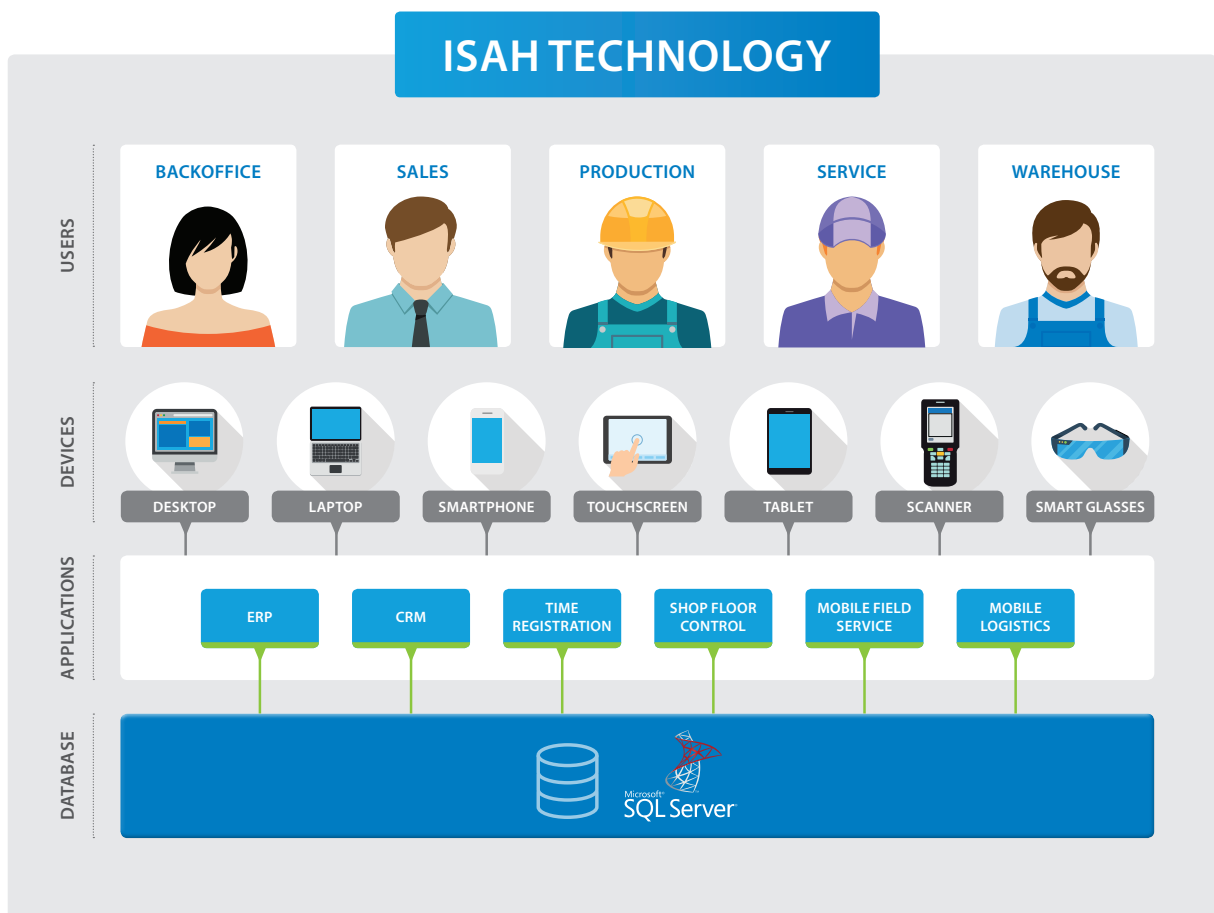 ISAH TECHNOLOGY
USERS
BACKOFFICE
SALES
PRODUCTION
SERVICE
WAREHOUSE
DEVICES
DESKTOP
LAPTOP
SMARTPHONE
TOUCHSCREEN
TABLET
SCANNER
SMART GLASSES
APPLICATIONS
ERP
CRM
TIME
REGISTRATION
SHOP FLOOR
CONTROL
MOBILE FIELD
SERVICE
MOBILE
LOGISTICS
DATABASE
Microsoft®
SQL Server